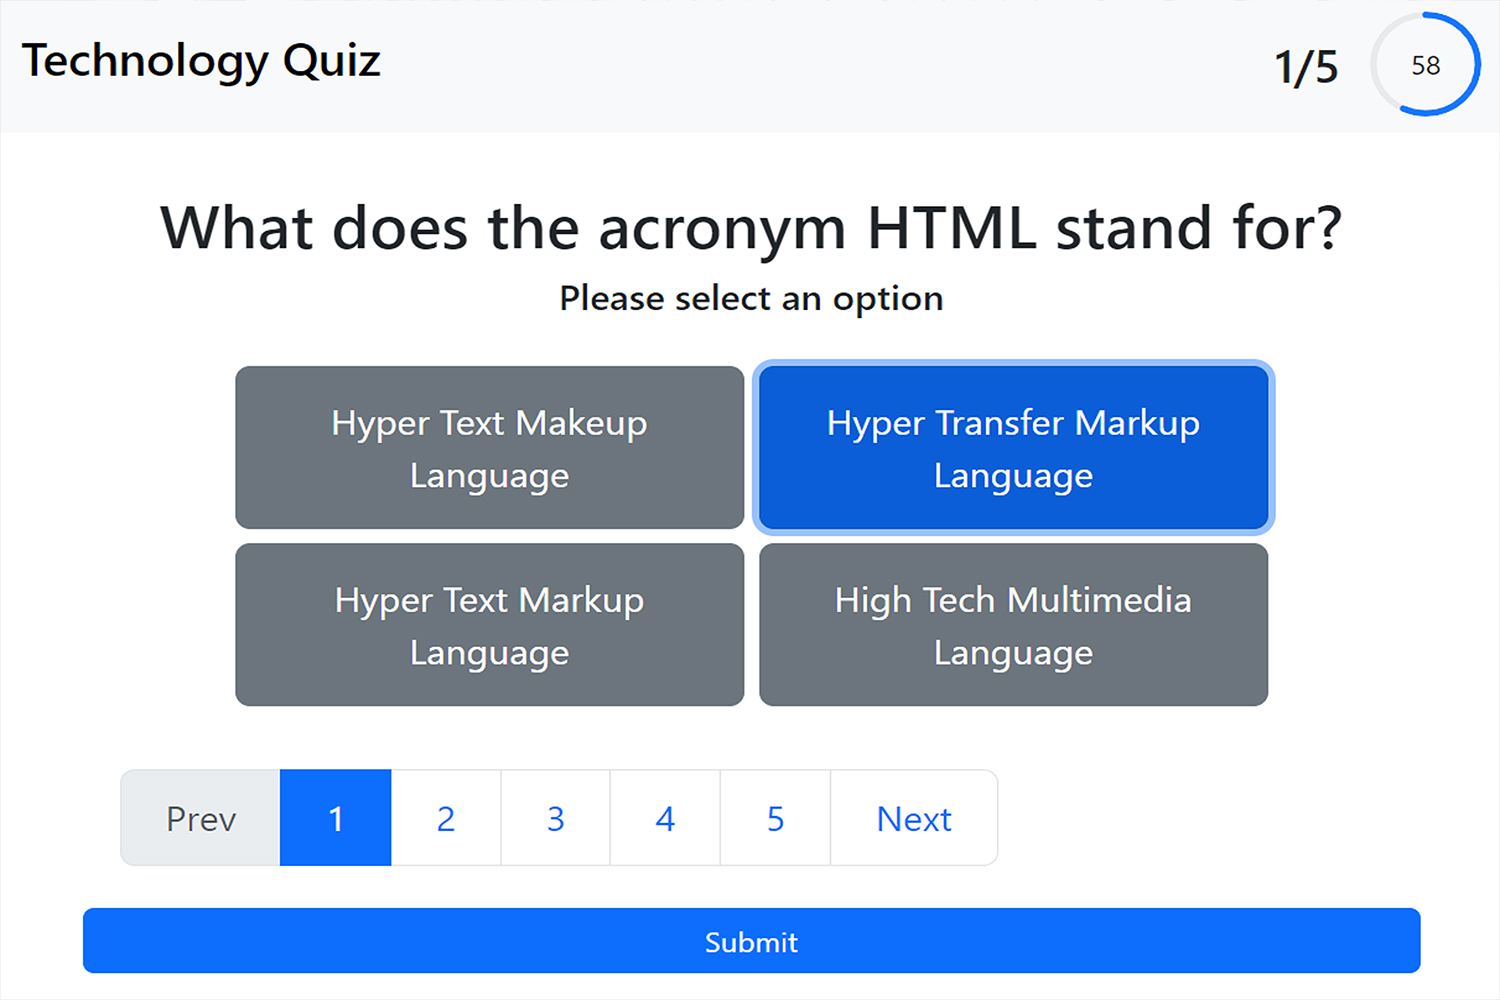 Technology Quiz
1/5
58
What does the acronym HTML stand for?
Please select an option
Hyper Text Makeup
Language
Hyper Transfer Markup
Language
Hyper Text Markup
Language
High Tech Multimedia
Language
Prev 1 2 3 4 5 Next
Submit